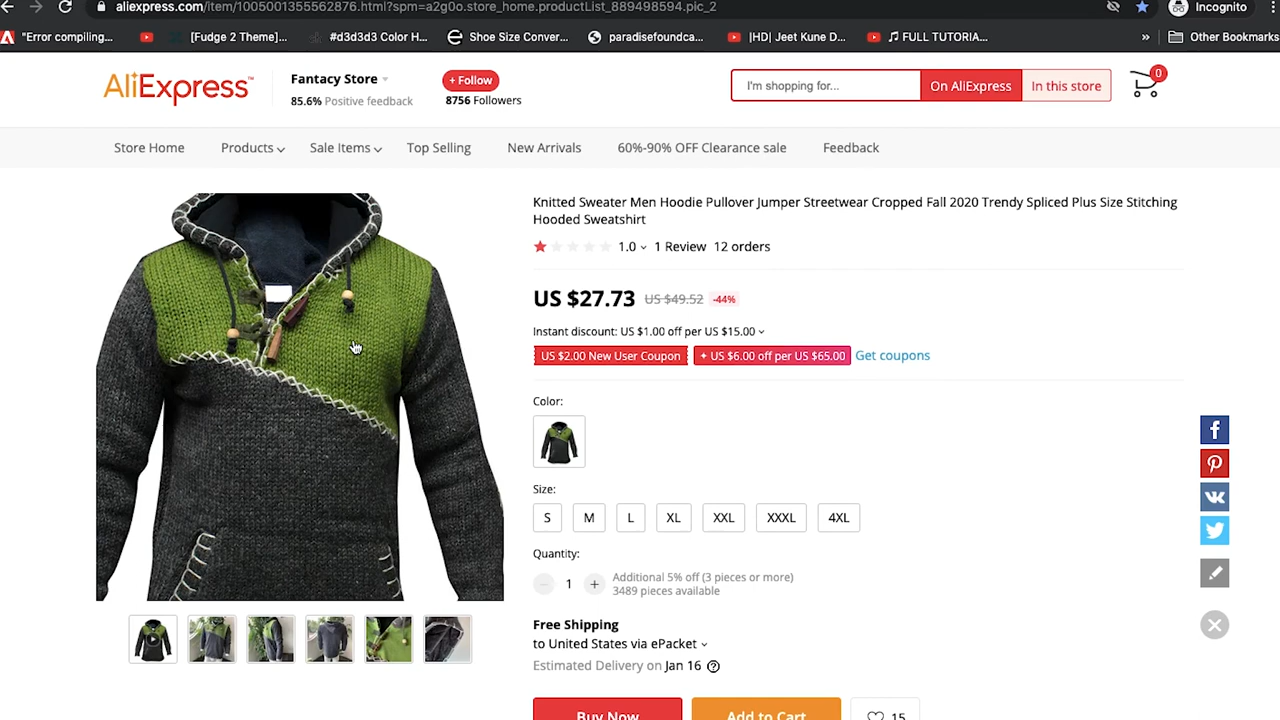 aliexpress.com/item/1005001355562876.html?spm=a2g0o.store_home.productList_889498594.pic_2
Incognito
"Error compiling...
[Fudge 2 Theme]...
#d3d3d3 Color H...
Shoe Size Conver...
paradisefoundca...
|HD| Jeet Kune D...
♫ FULL TUTORIA...
»
Other Bookmarks
AliExpress™
Fantacy Store
85.6% Positive feedback
+ Follow
8756 Followers
I'm shopping for...
On AliExpress
In this store
0
Store Home
Products
Sale Items
Top Selling
New Arrivals
60%-90% OFF Clearance sale
Feedback
Knitted Sweater Men Hoodie Pullover Jumper Streetwear Cropped Fall 2020 Trendy Spliced Plus Size Stitching
Hooded Sweatshirt
1.0 1 Review 12 orders
US $27.73 US $49.52 -44%
Instant discount: US $1.00 off per US $15.00
US $2.00 New User Coupon + US $6.00 off per US $65.00 Get coupons
Color:
Size:
S M L XL XXL XXXL 4XL
Quantity:
1
Additional 5% off (3 pieces or more)
3489 pieces available
Free Shipping
to United States via ePacket
Estimated Delivery on Jan 16
Buy Now
Add to Cart
15